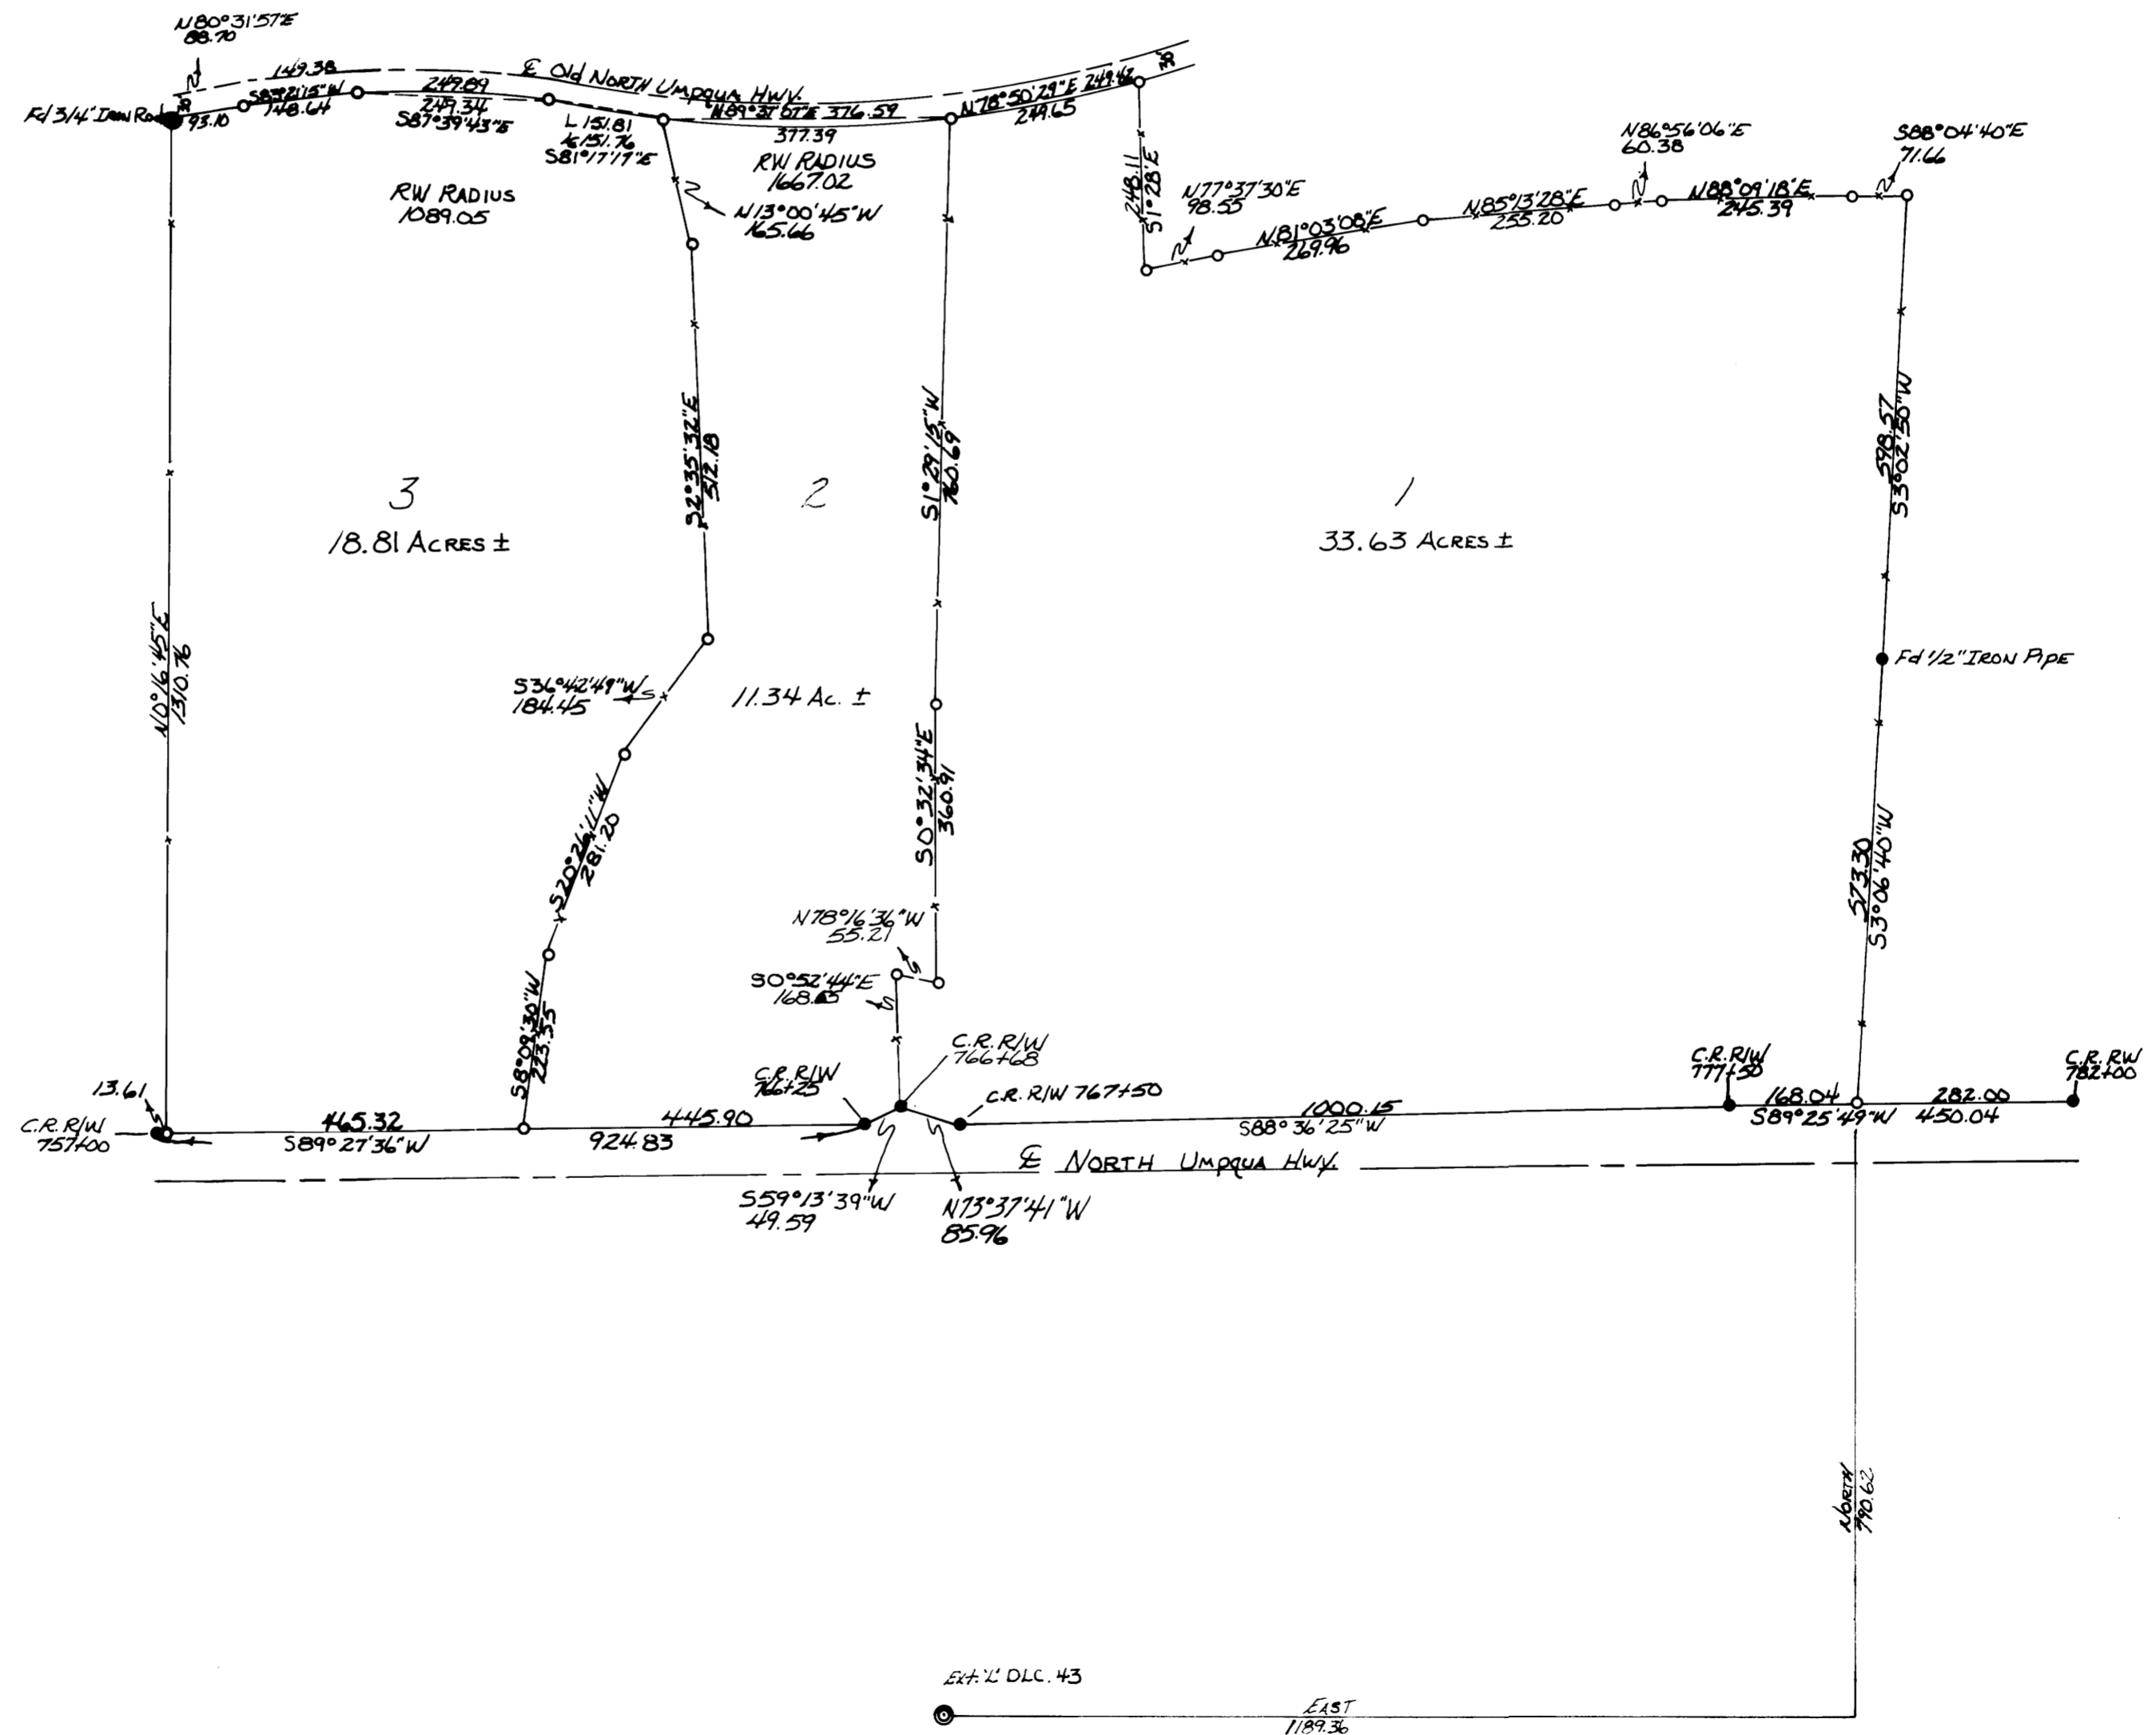 N80°31'57"E
88.70
149.38
S83°21'15"W
148.64
Fd 3/4" Iron Rod
93.10
249.89
249.34
S87°39'43"E
℄ Old NORTH UMPQUA HWY.
L 151.81
151.76
S81°17'17"E
376.59
377.39
N78°50'29"E 249.42
249.65
30'
RW RADIUS
1089.05
RW RADIUS
1667.02
N13°00'45"W
165.66
248.11
S1°28'E
N77°37'30"E
98.55
N81°03'08"E
269.96
N85°13'28"E
255.20
N86°56'06"E
60.38
N88°09'18"E
245.39
S88°04'40"E
71.66
S2°35'32"E
512.18
S1°29'15"W
760.69
598.57
S3°02'50"W
3
18.81 ACRES ±
2
1
33.63 ACRES ±
N0°16'45"E
1310.76
S36°42'49"W
184.45
11.34 Ac. ±
Fd 1/2" IRON PIPE
S0°32'34"E
360.91
S20°26'11"W
281.20
573.30
S3°06'40"W
N78°16'36"W
55.21
S0°52'44"E
S8°09'30"W
223.55
C.R. R/W
766+68
C.R. R/W
766+25
C.R. R/W 767+50
C.R. R/W
777+50
C.R. RW
782+00
13.61
C.R. R/W
757+00
465.32
S89°27'36"W
445.90
924.83
1000.15
S88°36'25"W
168.04
282.00
S89°25'49"W 450.04
℄ NORTH UMPQUA HWY.
S59°13'39"W
49.59
N73°37'41"W
85.96
NORTH
790.62
Ext. "L" DLC. 43
EAST
1189.36